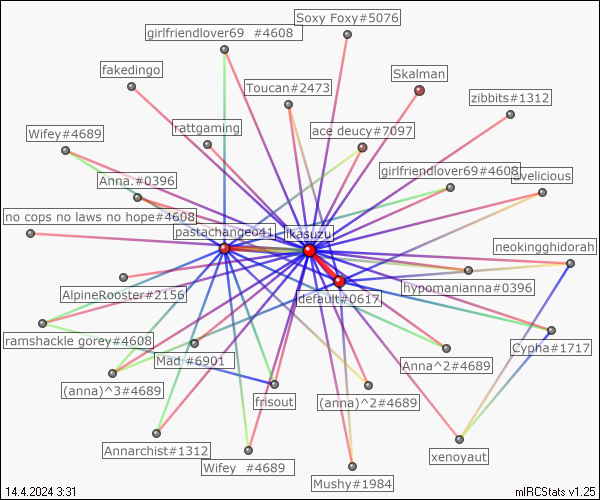 Soxy Foxy#5076
girlfriendlover69 #4608
fakedingo
Skalman
Toucan#2473
zibbits#1312
Wifey#4689
rattgaming
ace deucy#7097
girlfriendlover69#4608
Anna.#0396
no cops no laws no hope#4608
pastachangeo41
likasuzu
neokingghidorah
AlpineRooster#2156
hypomanianna#0396
default#0617
ramshackle gorey#4608
Cypha#1717
Mad #6901
Anna^2#4689
(anna)^3#4689
frisout
(anna)^2#4689
Annarchist#1312
Wifey #4689
xenoyaut
Mushy#1984
14.4.2024 3:31
mIRCStats v1.25